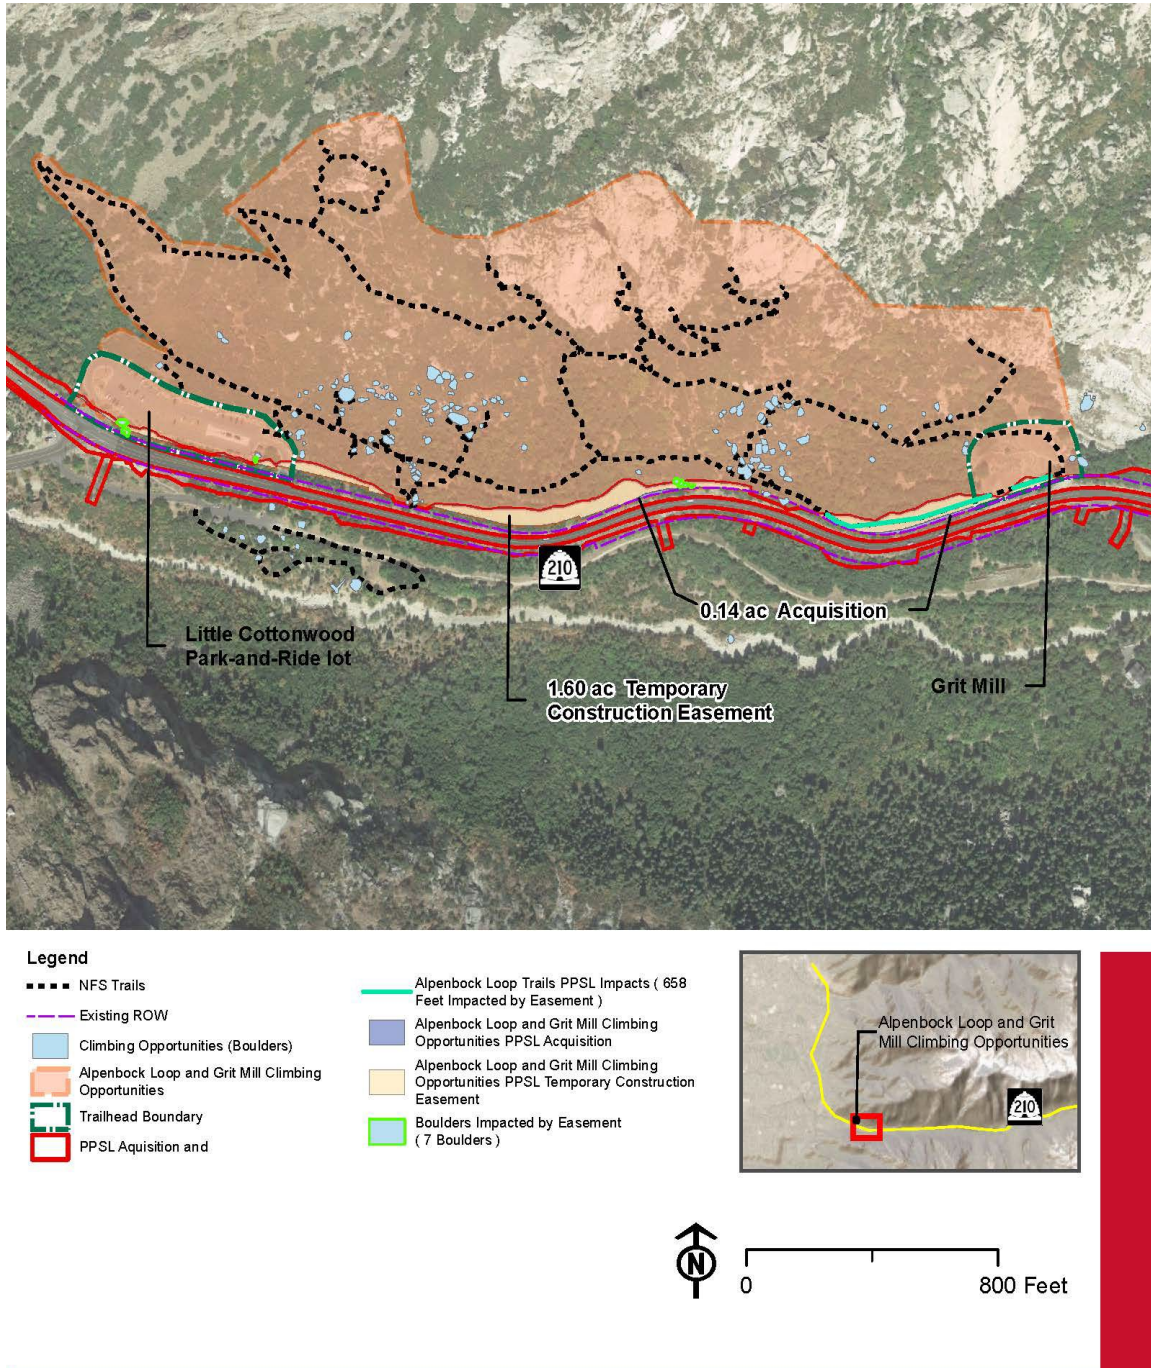 210
0.14 ac Acquisition
Little Cottonwood
Park-and-Ride lot
1.60 ac Temporary
Construction Easement
Grit Mill
Legend
NFS Trails
Existing ROW
Climbing Opportunities (Boulders)
Alpenbock Loop and Grit Mill Climbing
Opportunities
Trailhead Boundary
PPSL Aquisition and
Alpenbock Loop Trails PPSL Impacts ( 658
Feet Impacted by Easement )
Alpenbock Loop and Grit Mill Climbing
Opportunities PPSL Acquisition
Alpenbock Loop and Grit Mill Climbing
Opportunities PPSL Temporary Construction
Easement
Boulders Impacted by Easement
( 7 Boulders )
Alpenbock Loop and Grit
Mill Climbing Opportunities
210
N
0 800 Feet